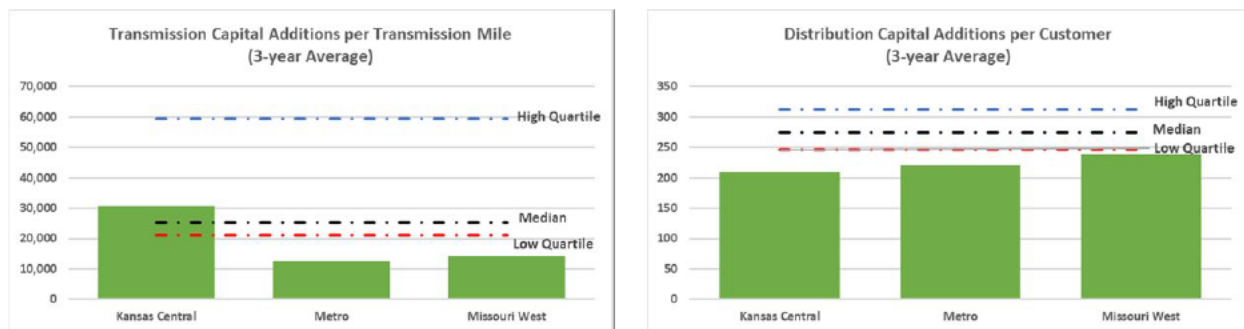 Transmission Capital Additions per Transmission Mile
(3-year Average)
70,000
60,000
50,000
40,000
30,000
20,000
10,000
0
High Quartile
Median
Low Quartile
Kansas Central
Metro
Missouri West
Distribution Capital Additions per Customer
(3-year Average)
350
300
250
200
150
100
50
0
High Quartile
Median
Low Quartile
Kansas Central
Metro
Missouri West